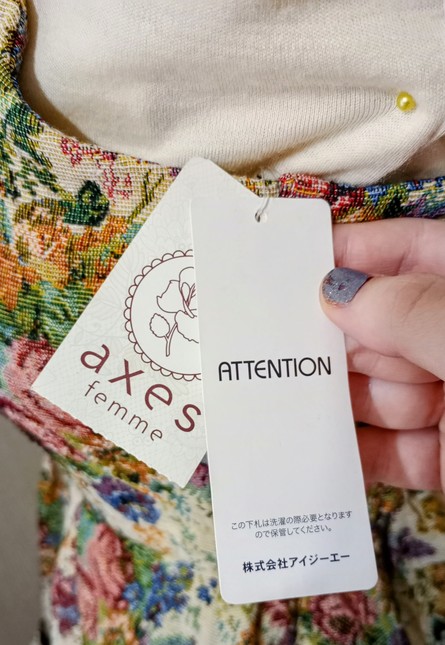 axes
femme
ATTENTION
この下札は洗濯の際必要となります
ので保管してください。
株式会社アイジーエー